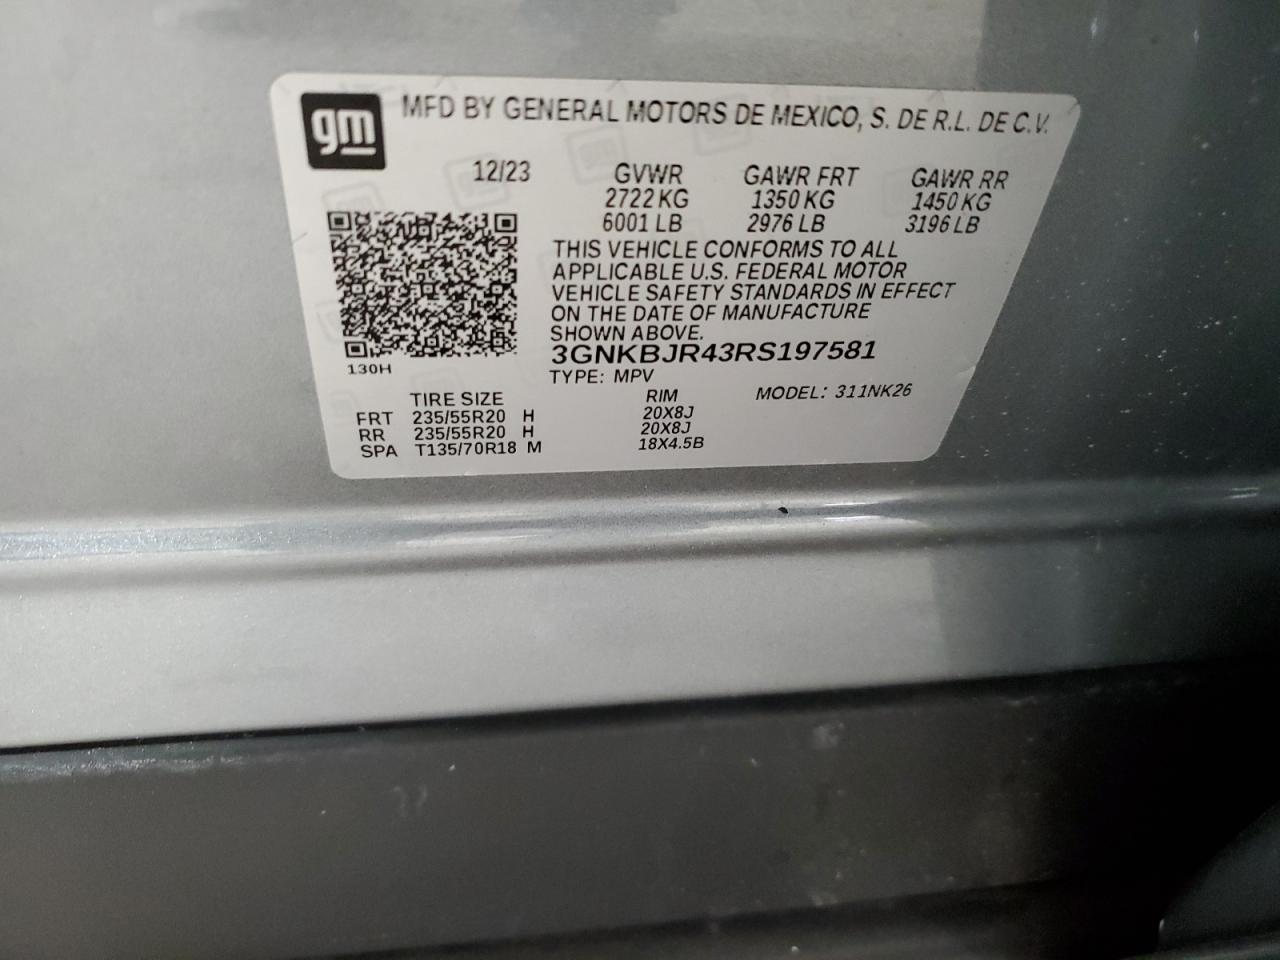 gm
MFD BY GENERAL MOTORS DE MEXICO, S. DE R.L. DE C.V.
12/23 GVWR GAWR FRT GAWR RR
2722 KG 1350 KG 1450 KG
6001 LB 2976 LB 3196 LB
THIS VEHICLE CONFORMS TO ALL
APPLICABLE U.S. FEDERAL MOTOR
VEHICLE SAFETY STANDARDS IN EFFECT
ON THE DATE OF MANUFACTURE
SHOWN ABOVE.
3GNKBJR43RS197581
130H
TYPE: MPV MODEL: 311NK26
TIRE SIZE RIM
FRT 235/55R20 H 20X8J
RR 235/55R20 H 20X8J
SPA T135/70R18 M 18X4.5B